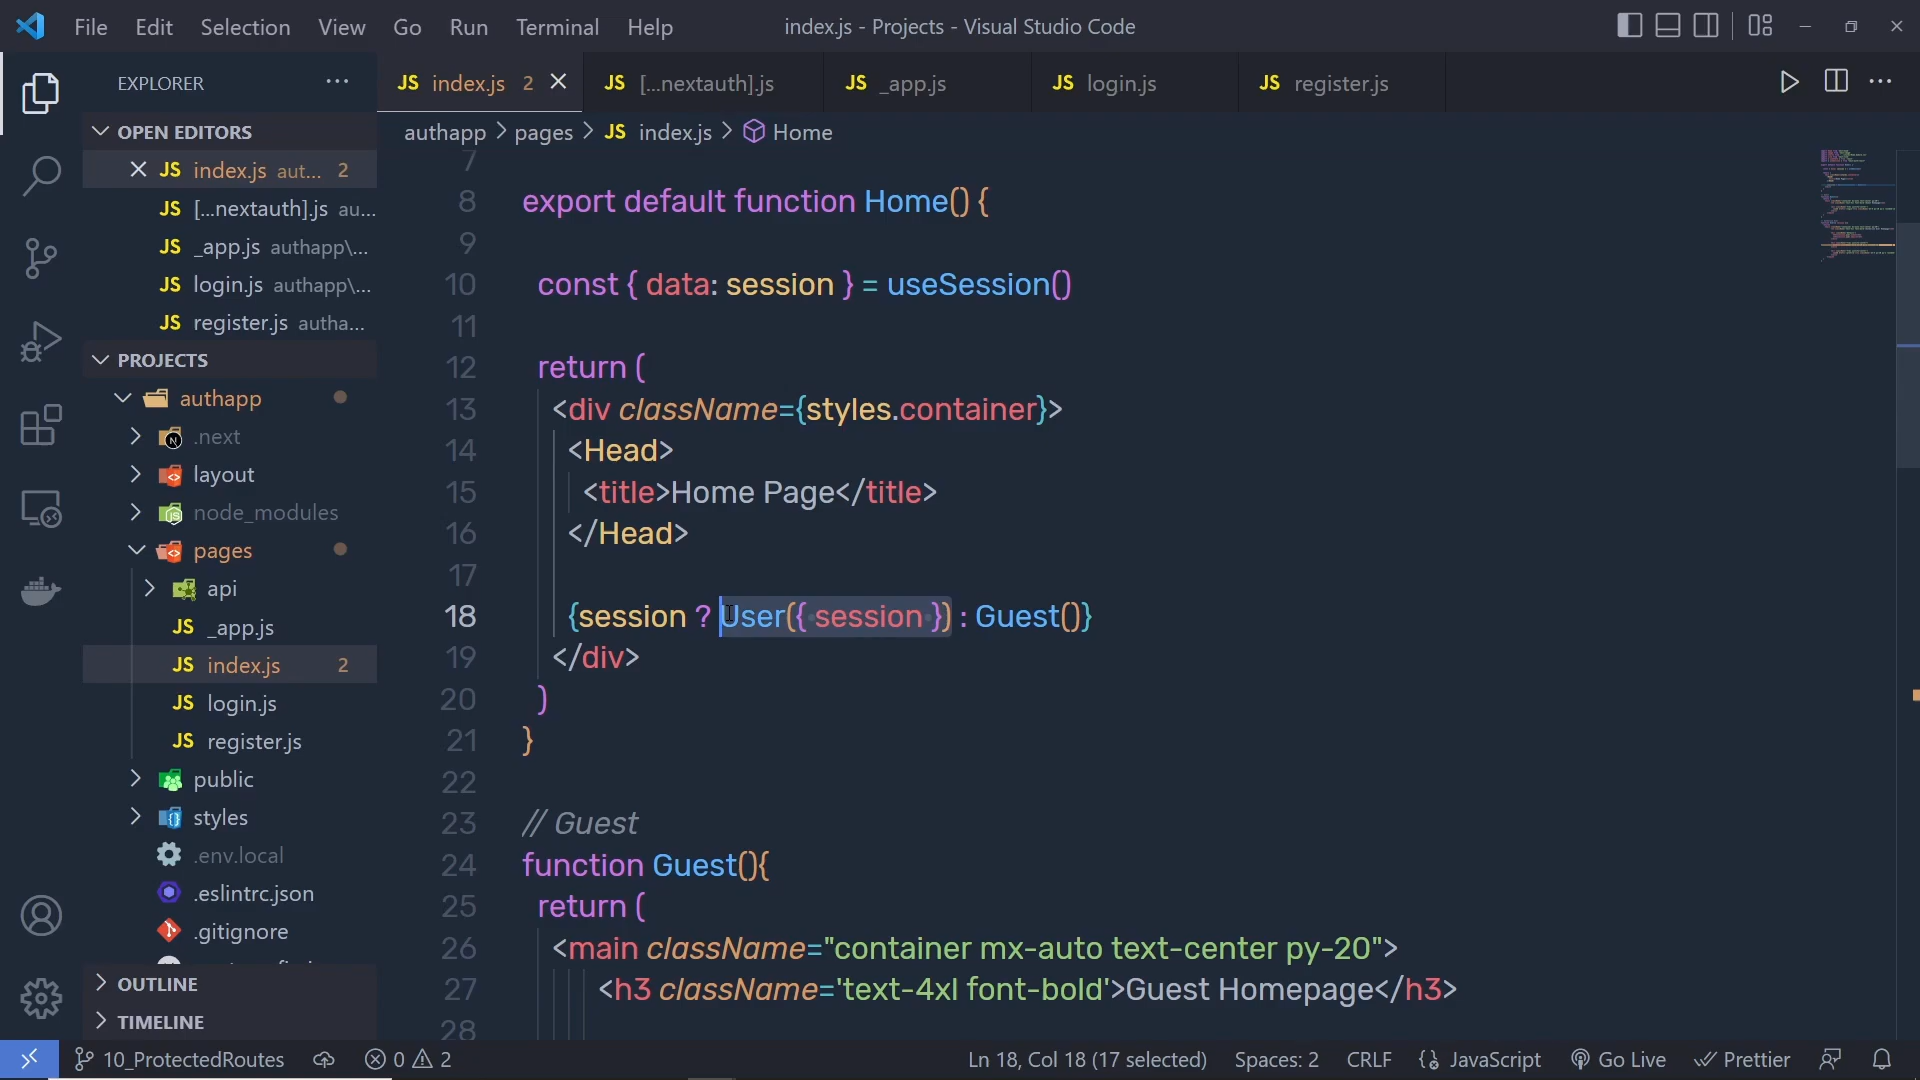 File Edit Selection View Go Run Terminal Help
index.js - Projects - Visual Studio Code
EXPLORER
OPEN EDITORS
JS index.js aut... 2
JS [...nextauth].js au...
JS _app.js authapp\...
JS login.js authapp\...
JS register.js autha...
PROJECTS
authapp
.next
layout
node_modules
pages
api
JS _app.js
JS index.js 2
JS login.js
JS register.js
public
styles
.env.local
.eslintrc.json
.gitignore
OUTLINE
TIMELINE
JS index.js 2
JS [...nextauth].js
JS _app.js
JS login.js
JS register.js
authapp > pages > JS index.js > Home
7
8 export default function Home() {
9
10 const { data: session } = useSession()
11
12 return (
13 <div className={styles.container}>
14 <Head>
15 <title>Home Page</title>
16 </Head>
17
18 {session ? User({ session }) : Guest()}
19 </div>
20 )
21 }
22
23 // Guest
24 function Guest(){
25 return (
26 <main className="container mx-auto text-center py-20">
27 <h3 className='text-4xl font-bold'>Guest Homepage</h3>
28
10_ProtectedRoutes 0 2
Ln 18, Col 18 (17 selected) Spaces: 2 CRLF JavaScript Go Live Prettier